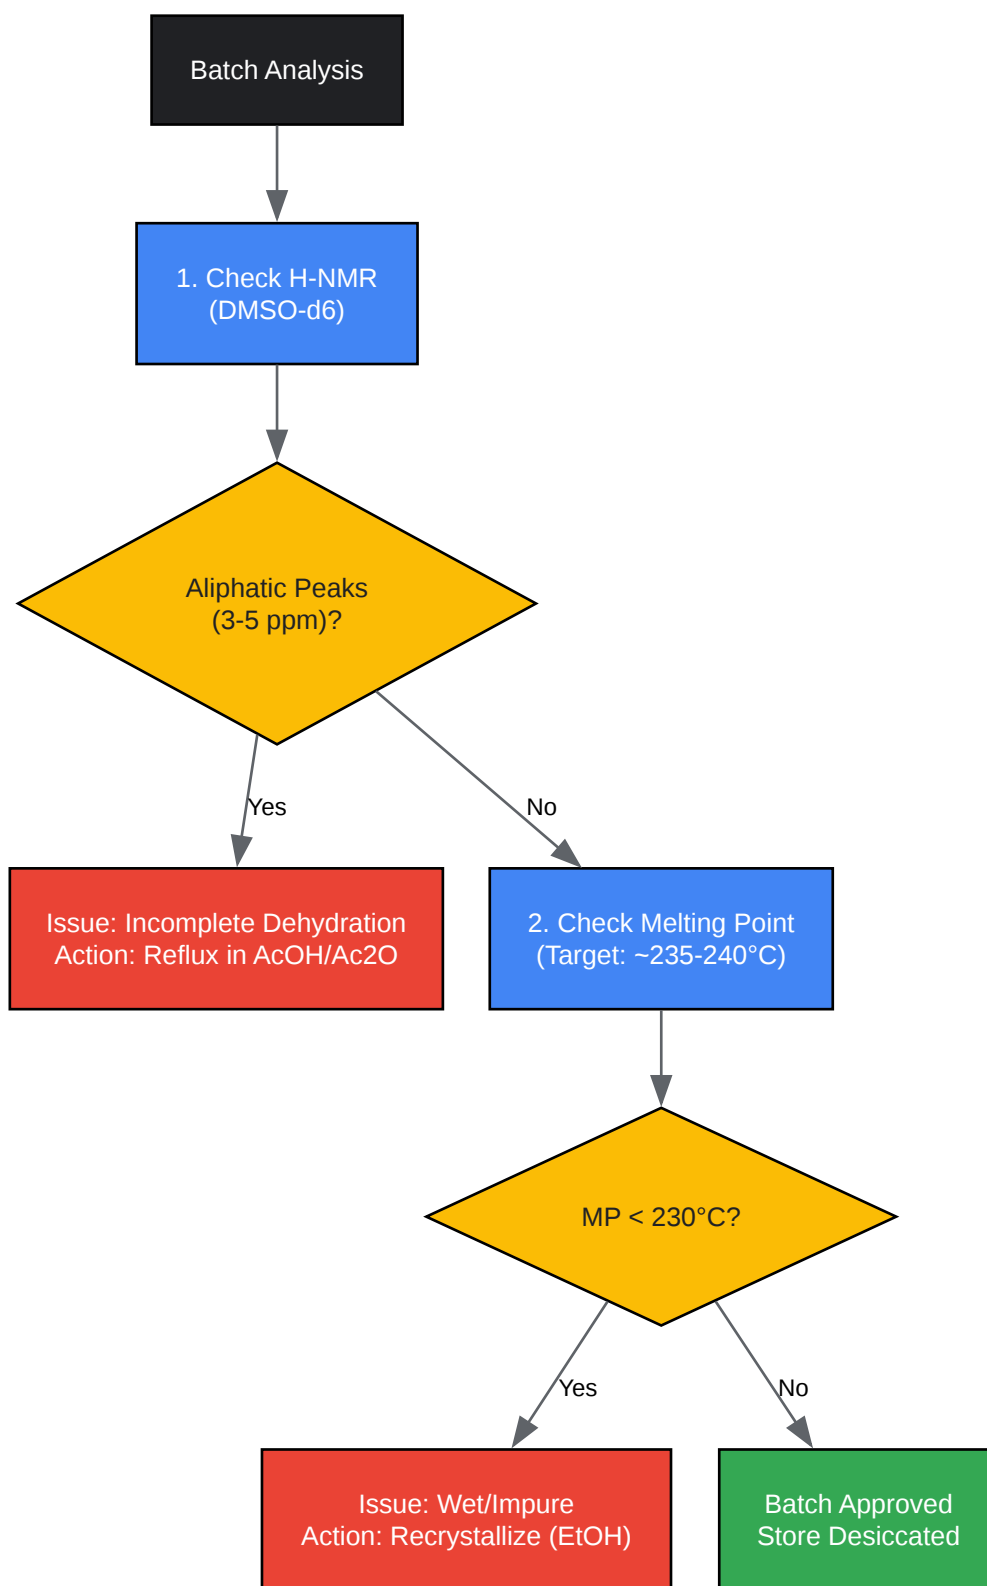 Batch Analysis
1. Check H-NMR
(DMSO-d6)
Aliphatic Peaks
(3-5 ppm)?
Yes
No
Issue: Incomplete Dehydration
Action: Reflux in AcOH/Ac2O
2. Check Melting Point
(Target: ~235-240°C)
MP < 230°C?
Yes
No
Issue: Wet/Impure
Action: Recrystallize (EtOH)
Batch Approved
Store Desiccated